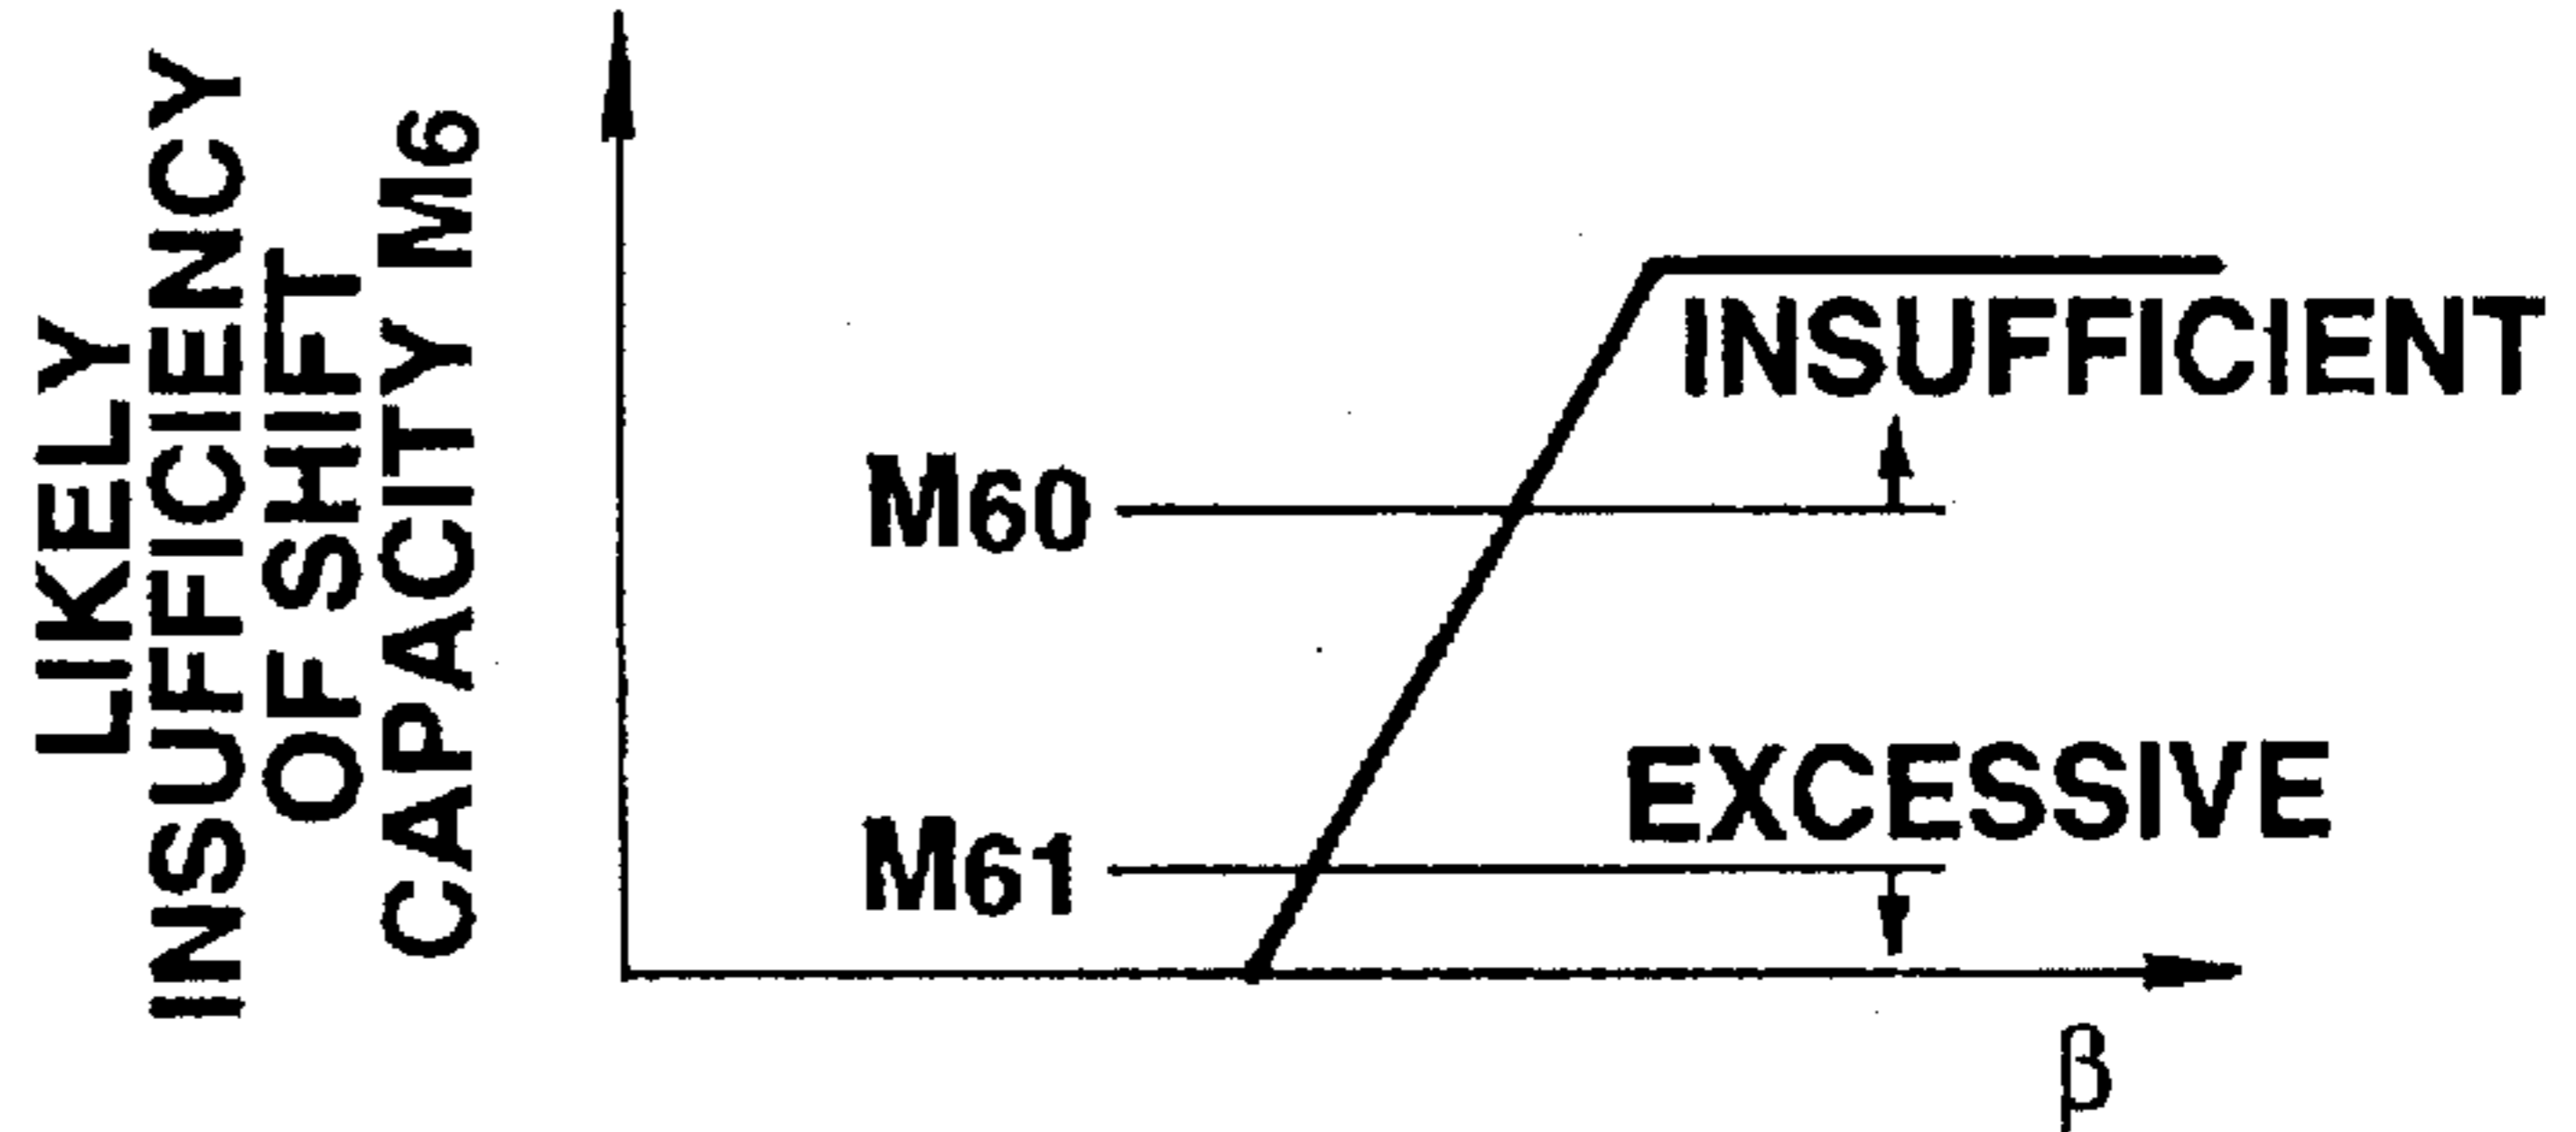 LIKELY
INSUFFICIENCY
OF SHIFT
CAPACITY M6
INSUFFICIENT
M60
EXCESSIVE
M61
β